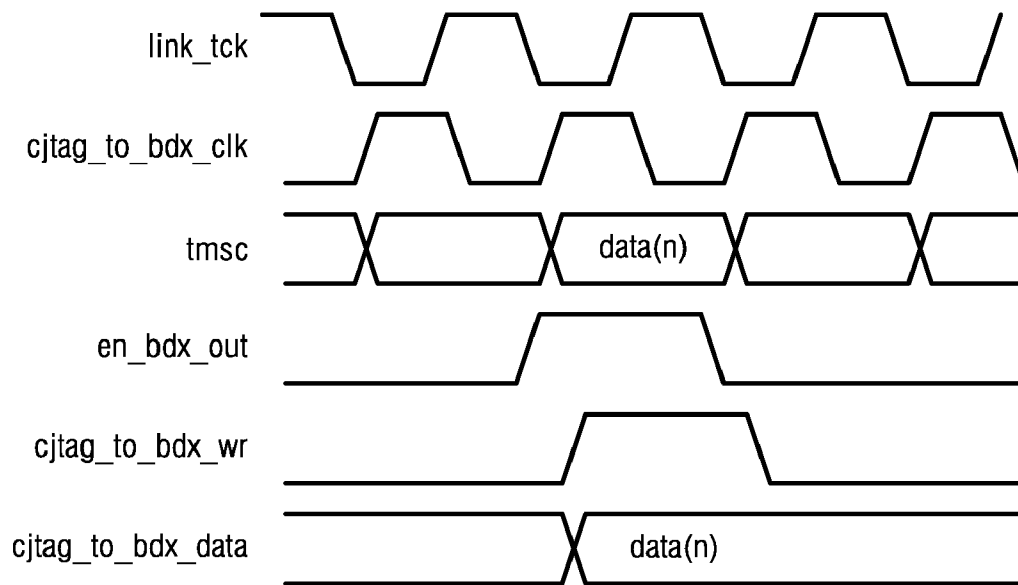 link_tck
cjtag_to_bdx_clk
tmsc
data(n)
en_bdx_out
cjtag_to_bdx_wr
cjtag_to_bdx_data
data(n)